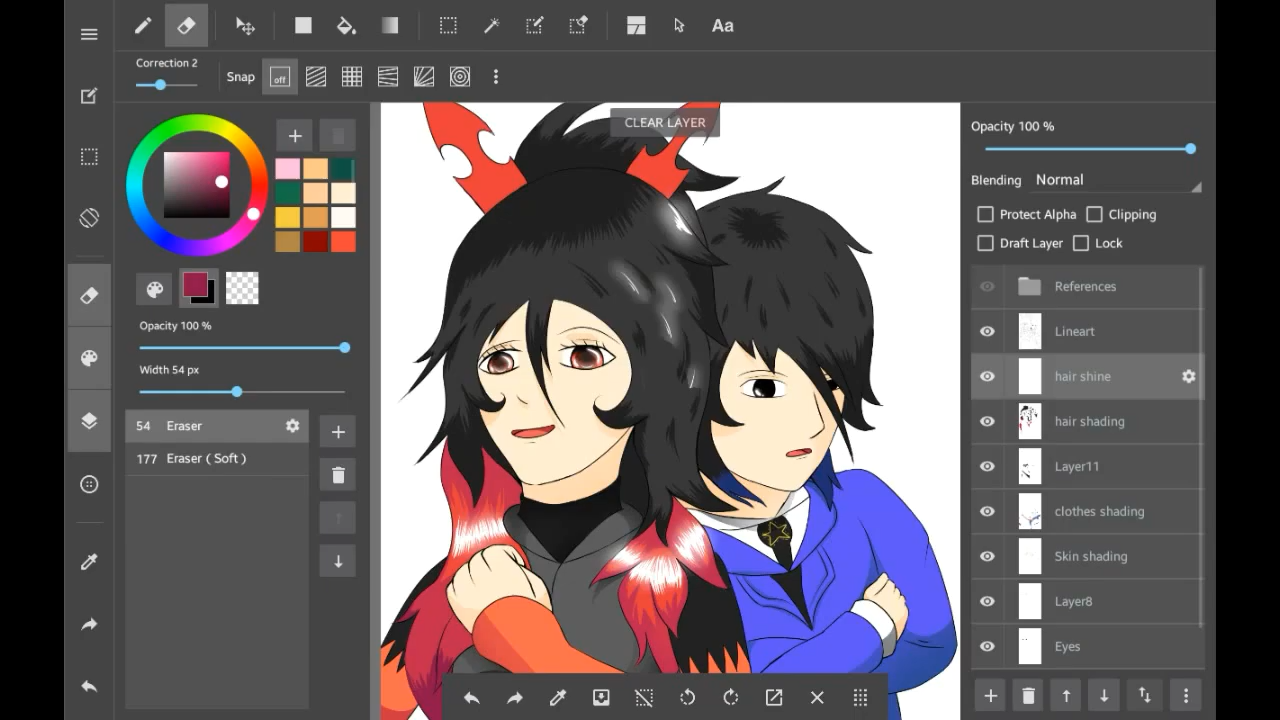 Aa
Correction 2
Snap
off
CLEAR LAYER
Opacity 100 %
Width 54 px
54 Eraser
177 Eraser ( Soft )
Opacity 100 %
Blending Normal
Protect Alpha Clipping
Draft Layer Lock
References
Lineart
hair shine
hair shading
Layer11
clothes shading
Skin shading
Layer8
Eyes